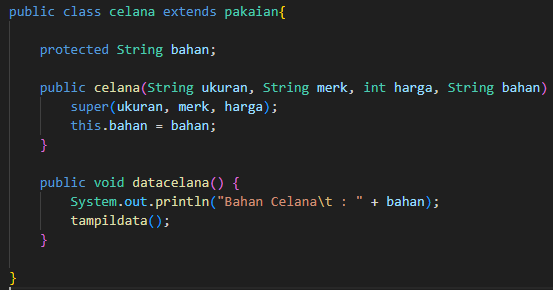 public class celana extends pakaian{
protected String bahan;
public celana(String ukuran, String merk, int harga, String bahan)
super(ukuran, merk, harga);
this.bahan = bahan;
}
public void datacelana() {
System.out.println("Bahan Celana\t : " + bahan);
tampildata();
}
}